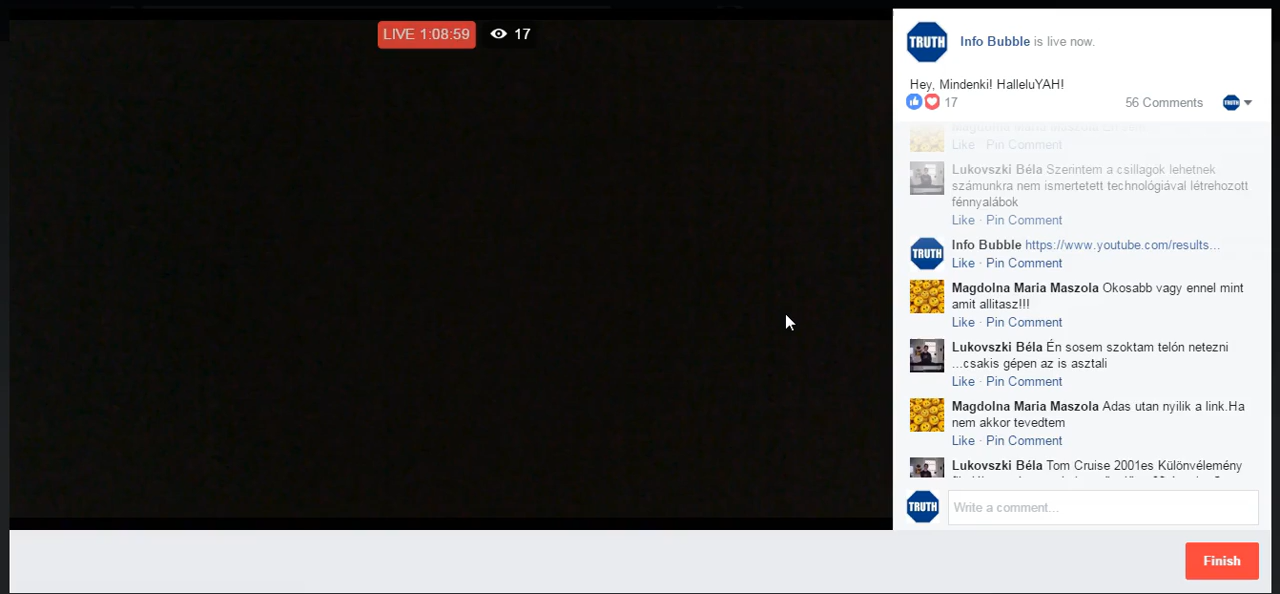 LIVE 1:08:59
17
TRUTH
Info Bubble is live now.
Hey, Mindenki! HalleluYAH!
17
56 Comments
TRUTH
Magdolna Maria Maszola
Like · Pin Comment
Lukovszki Béla Szerintem a csillagok lehetnek
számunkra nem ismertetett technológiával létrehozott
fénnyalábok
Like · Pin Comment
TRUTH
Info Bubble https://www.youtube.com/results...
Like · Pin Comment
Magdolna Maria Maszola Okosabb vagy ennel mint
amit allitasz!!!
Like · Pin Comment
Lukovszki Béla Én sosem szoktam telón netezni
...csakis gépen az is asztali
Like · Pin Comment
Magdolna Maria Maszola Adas utan nyilik a link.Ha
nem akkor tevedtem
Like · Pin Comment
Lukovszki Béla Tom Cruise 2001es Különvélemény
TRUTH
Write a comment...
Finish